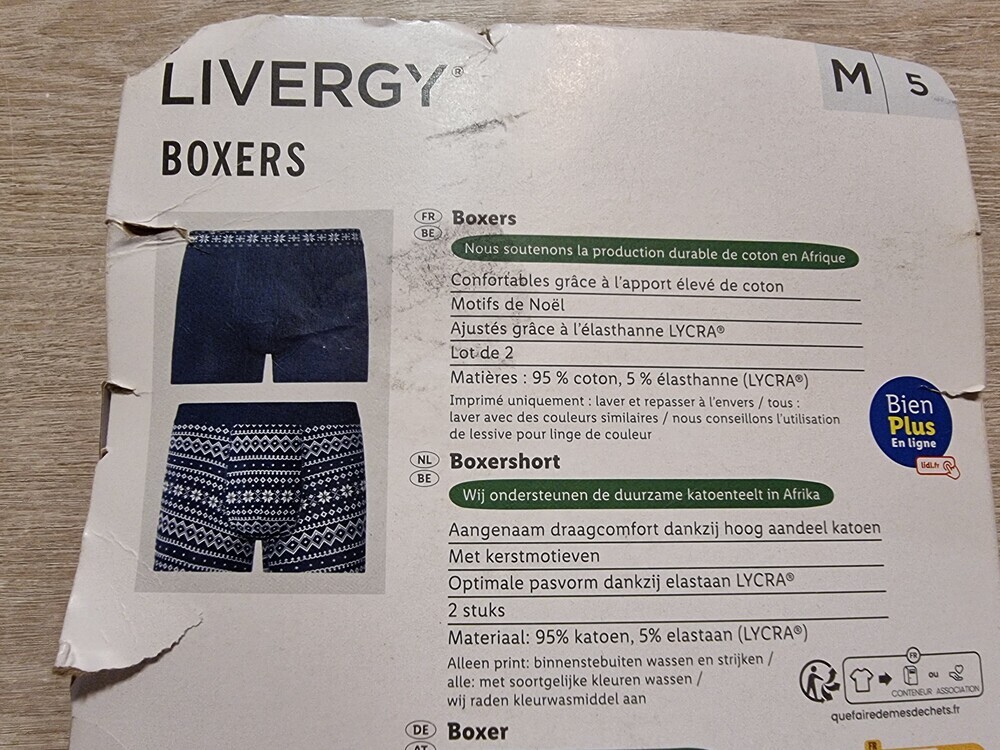 LIVERGY®
BOXERS
M 5
FR BE Boxers
Nous soutenons la production durable de coton en Afrique
Confortables grâce à l'apport élevé de coton
Motifs de Noël
Ajustés grâce à l'élasthanne LYCRA®
Lot de 2
Matières : 95 % coton, 5 % élasthanne (LYCRA®)
Imprimé uniquement : laver et repasser à l'envers / tous :
laver avec des couleurs similaires / nous conseillons l'utilisation
de lessive pour linge de couleur
Bien
Plus
En ligne
lidl.fr
NL BE Boxershort
Wij ondersteunen de duurzame katoenteelt in Afrika
Aangenaam draagcomfort dankzij hoog aandeel katoen
Met kerstmotieven
Optimale pasvorm dankzij elastaan LYCRA®
2 stuks
Materiaal: 95% katoen, 5% elastaan (LYCRA®)
Alleen print: binnenstebuiten wassen en strijken /
alle: met soortgelijke kleuren wassen /
wij raden kleurwasmiddel aan
FR
OU
CONTENEUR ASSOCIATION
quefairedemesdechets.fr
DE AT Boxer
FR